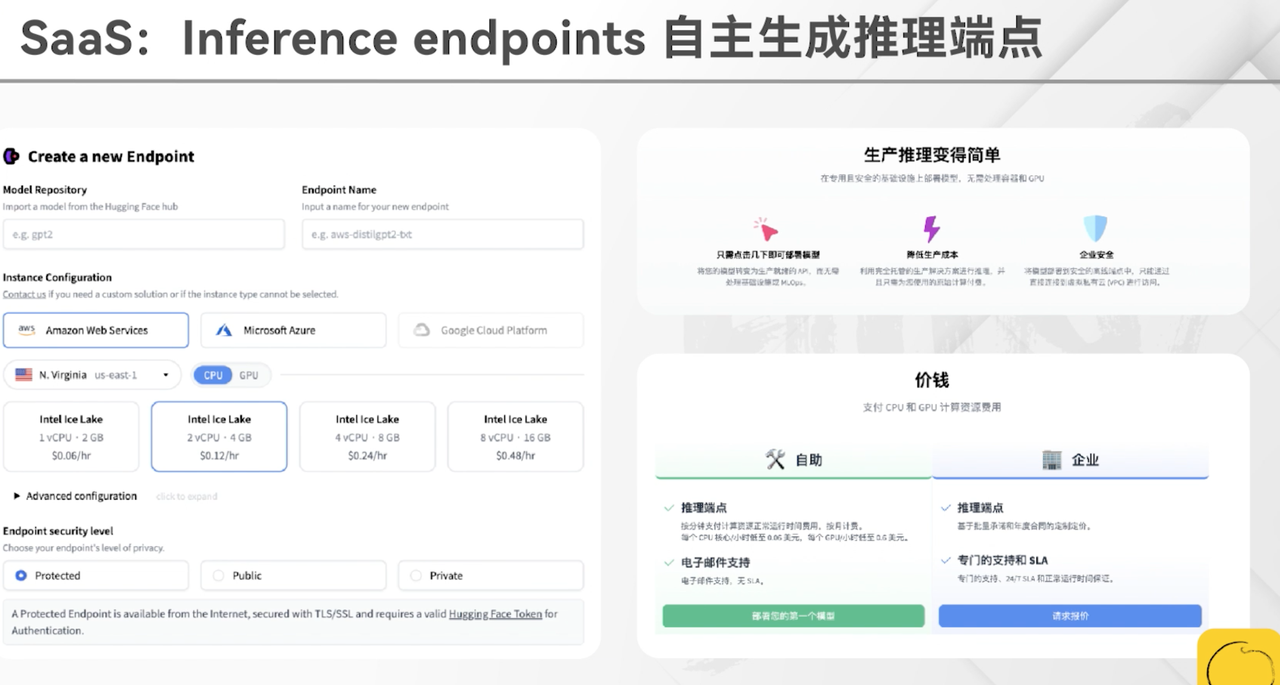 SaaS： Inference endpoints 自主生成推理端点
Create a new Endpoint
Model Repository
Import a model from the Hugging Face hub
e.g. gpt2
Endpoint Name
Input a name for your new endpoint
e.g. aws-distilgpt2-txt
Instance Configuration
Contact us if you need a custom solution or if the instance type cannot be selected.
aws Amazon Web Services
Microsoft Azure
Google Cloud Platform
N. Virginia us-east-1
CPU GPU
Intel Ice Lake
1 vCPU · 2 GB
$0.06/hr
Intel Ice Lake
2 vCPU · 4 GB
$0.12/hr
Intel Ice Lake
4 vCPU · 8 GB
$0.24/hr
Intel Ice Lake
8 vCPU · 16 GB
$0.48/hr
Advanced configuration click to expand
Endpoint security level
Choose your endpoint's level of privacy.
Protected
Public
Private
A Protected Endpoint is available from the Internet, secured with TLS/SSL and requires a valid Hugging Face Token for
Authentication.
生产推理变得简单
在专用且安全的基础设施上部署模型，无需处理容器和 GPU
只需点击几下即可部署模型
将您的模型转变为生产就绪的 API，而无需
处理基础设施或 MLOps。
降低生产成本
利用完全托管的生产解决方案进行推理，并
且只需为您使用的原始计算付费。
企业安全
将模型部署到安全的离线端点中，只能通过
直接连接到虚拟私有云 (VPC) 进行访问。
价钱
支付 CPU 和 GPU 计算资源费用
自助
推理端点
按分钟支付计算资源正常运行时间费用，按月计费。
每个 CPU 核心/小时低至 0.06 美元，每个 GPU/小时低至 0.6 美元。
电子邮件支持
电子邮件支持，无 SLA。
部署您的第一个模型
企业
推理端点
基于批量承诺和年度合同的定制定价。
专门的支持和 SLA
专门的支持、24/7 SLA 和正常运行时间保证。
请求报价